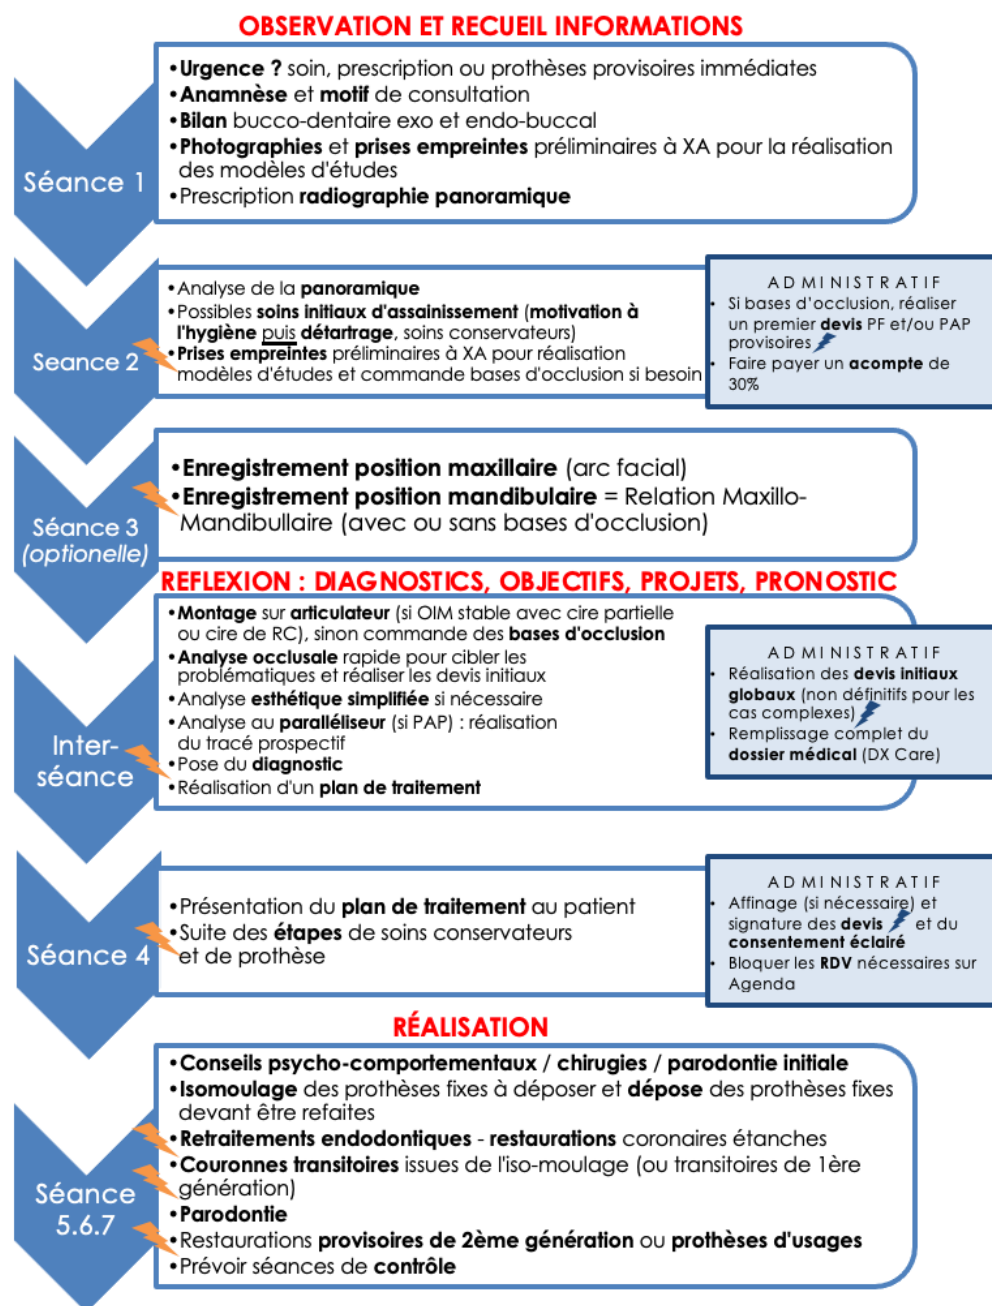 OBSERVATION ET RECUEIL INFORMATIONS
Séance 1
•Urgence ? soin, prescription ou prothèses provisoires immédiates
•Anamnèse et motif de consultation
•Bilan bucco-dentaire exo et endo-buccal
•Photographies et prises empreintes préliminaires à XA pour la réalisation
des modèles d'études
•Prescription radiographie panoramique
Seance 2
•Analyse de la panoramique
•Possibles soins initiaux d'assainissement (motivation à
l'hygiène puis détartrage, soins conservateurs)
•Prises empreintes préliminaires à XA pour réalisation
modèles d'études et commande bases d'occlusion si besoin
ADMINISTRATIF
• Si bases d'occlusion, réaliser
un premier devis PF et/ou PAP
provisoires
• Faire payer un acompte de
30%
Séance 3
(optionelle)
•Enregistrement position maxillaire (arc facial)
•Enregistrement position mandibulaire = Relation Maxillo-
Mandibullaire (avec ou sans bases d'occlusion)
REFLEXION : DIAGNOSTICS, OBJECTIFS, PROJETS, PRONOSTIC
Inter-
séance
•Montage sur articulateur (si OIM stable avec cire partielle
ou cire de RC), sinon commande des bases d'occlusion
•Analyse occlusale rapide pour cibler les
problématiques et réaliser les devis initiaux
•Analyse esthétique simplifiée si nécessaire
•Analyse au paralléliseur (si PAP) : réalisation
du tracé prospectif
•Pose du diagnostic
•Réalisation d'un plan de traitement
ADMINISTRATIF
• Réalisation des devis initiaux
globaux (non définitifs pour les
cas complexes)
• Remplissage complet du
dossier médical (DX Care)
Séance 4
•Présentation du plan de traitement au patient
•Suite des étapes de soins conservateurs
et de prothèse
ADMINISTRATIF
• Affinage (si nécessaire) et
signature des devis et du
consentement éclairé
• Bloquer les RDV nécessaires sur
Agenda
RÉALISATION
Séance
5.6.7
•Conseils psycho-comportementaux / chirugies / parodontie initiale
•Isomoulage des prothèses fixes à déposer et dépose des prothèses fixes
devant être refaites
•Retraitements endodontiques - restaurations coronaires étanches
•Couronnes transitoires issues de l'iso-moulage (ou transitoires de 1ère
génération)
•Parodontie
•Restaurations provisoires de 2ème génération ou prothèses d'usages
•Prévoir séances de contrôle